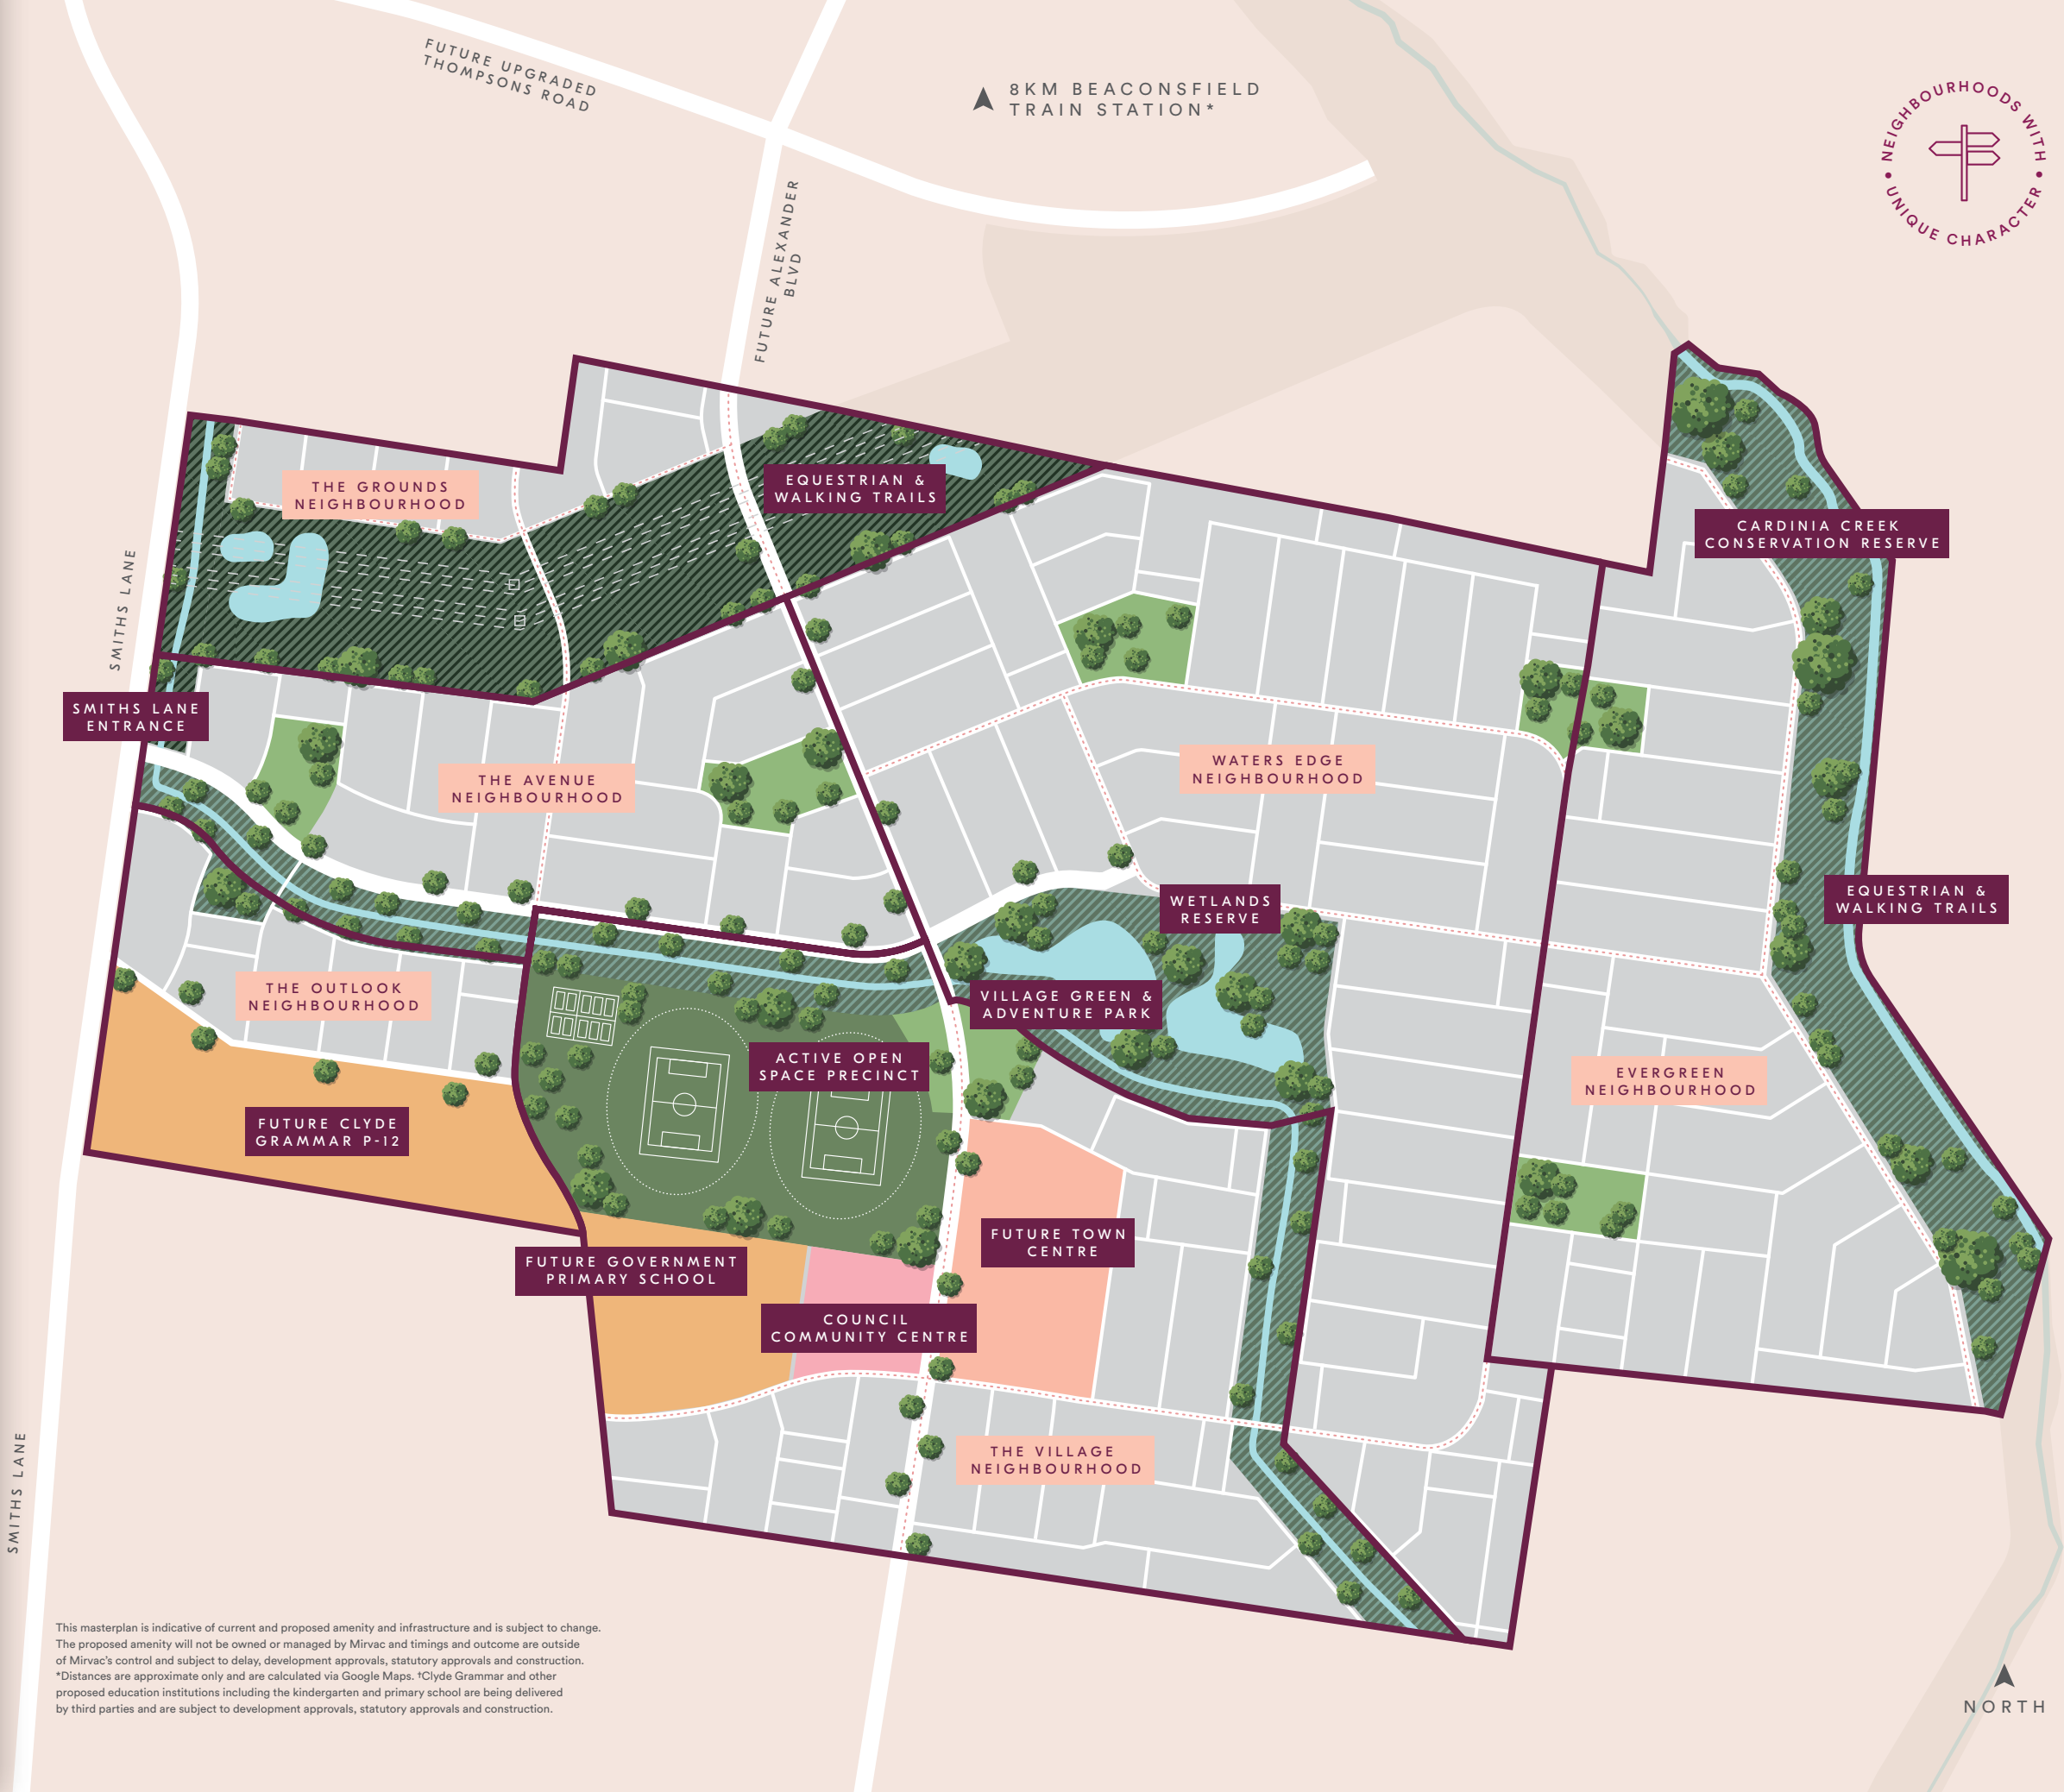 FUTURE UPGRADED
THOMPSONS ROAD
8KM BEACONSFIELD
TRAIN STATION*
• NEIGHBOURHOODS WITH •
UNIQUE CHARACTER
FUTURE ALEXANDER
BLVD
THE GROUNDS
NEIGHBOURHOOD
EQUESTRIAN &
WALKING TRAILS
CARDINIA CREEK
CONSERVATION RESERVE
SMITHS LANE
SMITHS LANE
ENTRANCE
THE AVENUE
NEIGHBOURHOOD
WATERS EDGE
NEIGHBOURHOOD
WETLANDS
RESERVE
EQUESTRIAN &
WALKING TRAILS
THE OUTLOOK
NEIGHBOURHOOD
VILLAGE GREEN &
ADVENTURE PARK
ACTIVE OPEN
SPACE PRECINCT
EVERGREEN
NEIGHBOURHOOD
FUTURE CLYDE
GRAMMAR P-12
FUTURE TOWN
CENTRE
FUTURE GOVERNMENT
PRIMARY SCHOOL
COUNCIL
COMMUNITY CENTRE
THE VILLAGE
NEIGHBOURHOOD
SMITHS LANE
This masterplan is indicative of current and proposed amenity and infrastructure and is subject to change.
The proposed amenity will not be owned or managed by Mirvac and timings and outcome are outside
of Mirvac's control and subject to delay, development approvals, statutory approvals and construction.
*Distances are approximate only and are calculated via Google Maps. †Clyde Grammar and other
proposed education institutions including the kindergarten and primary school are being delivered
by third parties and are subject to development approvals, statutory approvals and construction.
NORTH